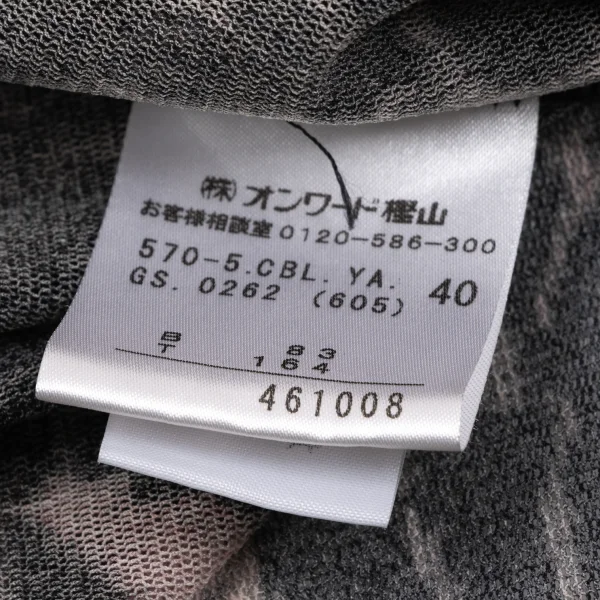 (株)オンワード樫山
お客様相談室 0120-586-300
570-5.CBL. YA. 40
GS. 0262 (605)
B 83
T 164
461008